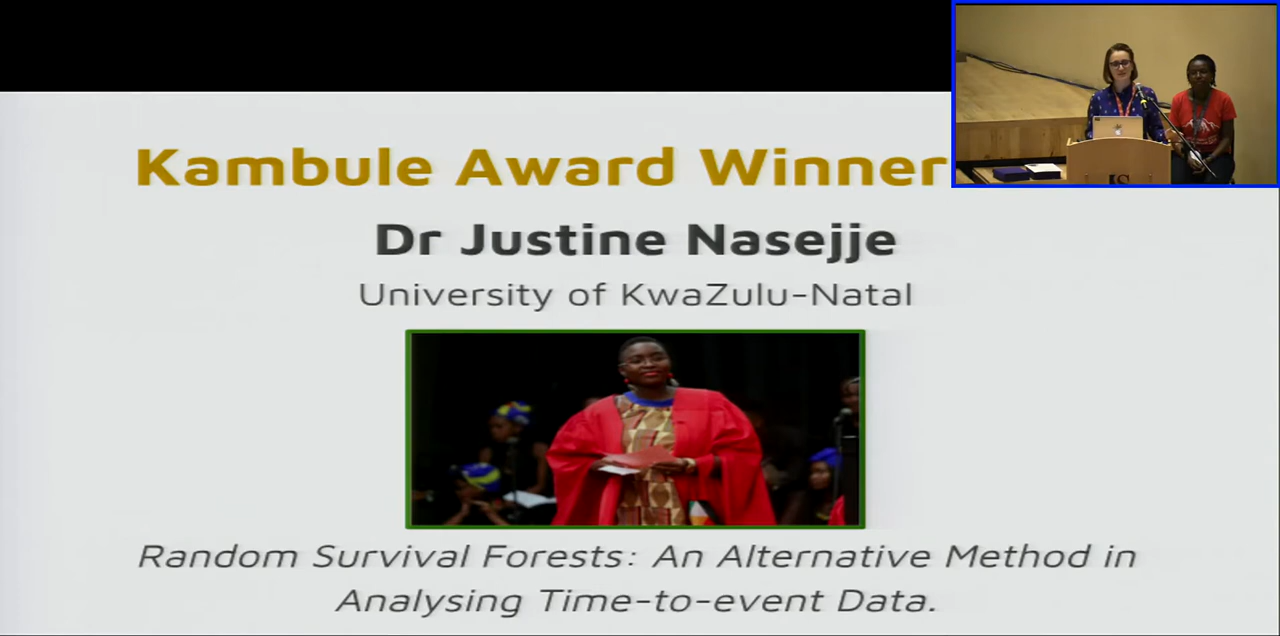 Kambule Award Winner
Dr Justine Nasejje
University of KwaZulu-Natal
Random Survival Forests: An Alternative Method in
Analysing Time-to-event Data.